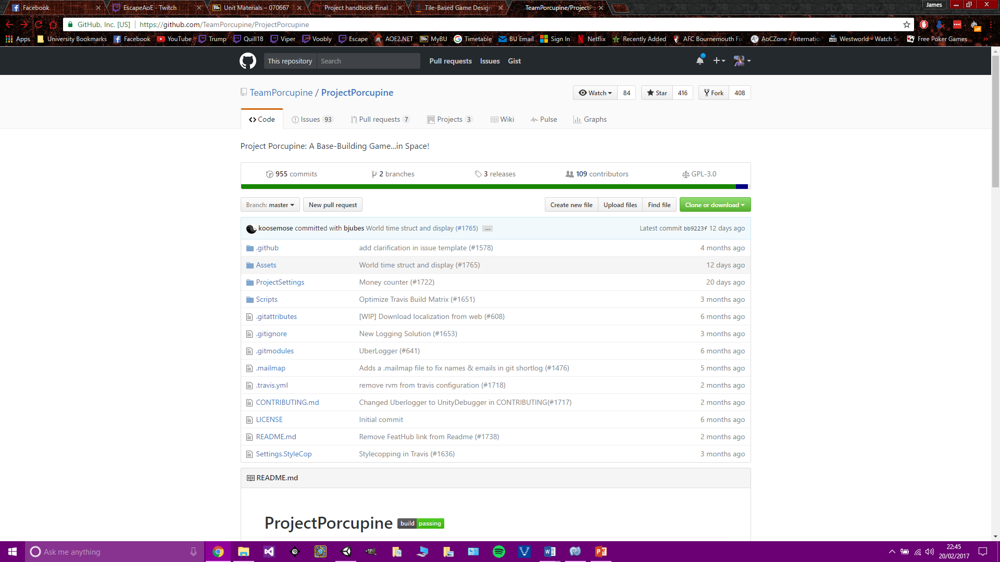 Facebook EscapeAoE - Twitch Unit Materials – 070667 Project handbook Final 2 Tile-Based Game Design TeamPorcupine/ProjectPo James
GitHub, Inc. [US] https://github.com/TeamPorcupine/ProjectPorcupine
Apps University Bookmarks Facebook YouTube Trump Quill18 Viper Voobly Escape AOE2.NET MyBU Timetable BU Email Sign In Netflix Recently Added AFC Bournemouth Fix AoCZone • Internation Westworld - Watch Se Free Poker Games »
off
This repository Search Pull requests Issues Gist
TeamPorcupine / ProjectPorcupine Watch 84 Star 416 Fork 408
Code Issues 93 Pull requests 7 Projects 3 Wiki Pulse Graphs
Project Porcupine: A Base-Building Game...in Space!
955 commits 2 branches 3 releases 109 contributors GPL-3.0
Branch: master New pull request Create new file Upload files Find file Clone or download
koosemose committed with bjubes World time struct and display (#1765) ... Latest commit bb9223f 12 days ago
.github add clarification in issue template (#1578) 4 months ago
Assets World time struct and display (#1765) 12 days ago
ProjectSettings Money counter (#1722) 20 days ago
Scripts Optimize Travis Build Matrix (#1651) 3 months ago
.gitattributes [WIP] Download localization from web (#608) 6 months ago
.gitignore New Logging Solution (#1653) 3 months ago
.gitmodules UberLogger (#641) 6 months ago
.mailmap Adds a .mailmap file to fix names & emails in git shortlog (#1476) 5 months ago
.travis.yml remove rvm from travis configuration (#1718) 2 months ago
CONTRIBUTING.md Changed Uberlogger to UnityDebugger in CONTRIBUTING(#1717) 2 months ago
LICENSE Initial commit 6 months ago
README.md Remove FeatHub link from Readme (#1738) 2 months ago
Settings.StyleCop Stylecopping in Travis (#1636) 3 months ago
README.md
ProjectPorcupine build passing
Ask me anything
22:45
20/02/2017